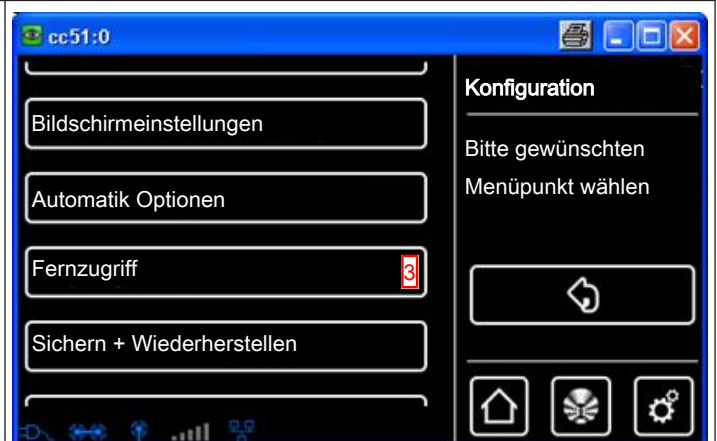 cc51:0
Bildschirmeinstellungen
Automatik Optionen
Fernzugriff 3
Sichern + Wiederherstellen
Konfiguration
Bitte gewünschten
Menüpunkt wählen